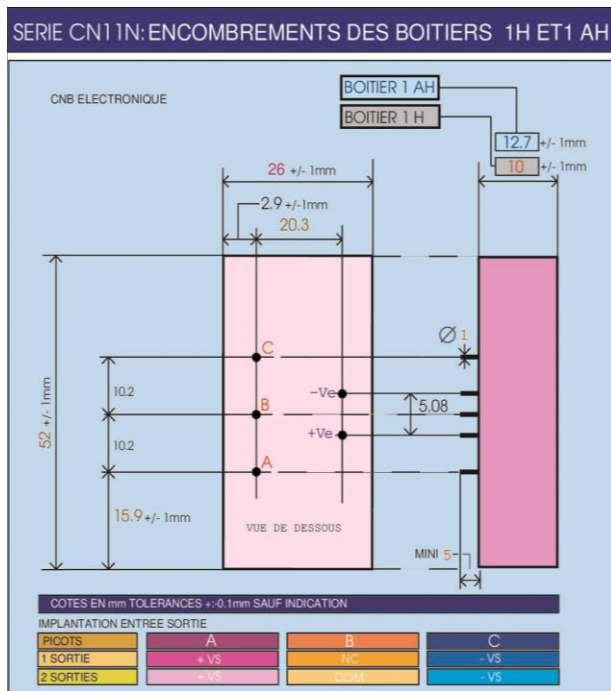 SERIE CN11N: ENCOMBREMENTS DES BOITIERS 1H ET1 AH
CNB ELECTRONIQUE
BOITIER 1 AH
BOITIER 1 H
12.7 +/- 1mm
10 +/- 1mm
26 +/- 1mm
2.9 +/-1mm
20.3
C
Ø 1
10.2
-Ve
5.08
B
52 +/- 1mm
+Ve
10.2
A
15.9 +/- 1mm
VUE DE DESSOUS
MINI 5
COTES EN mm TOLERANCES +:-0.1mm SAUF INDICATION
IMPLANTATION ENTREE SORTIE
PICOTS A B C
1 SORTIE + VS NC - VS
2 SORTIES + VS COM - VS